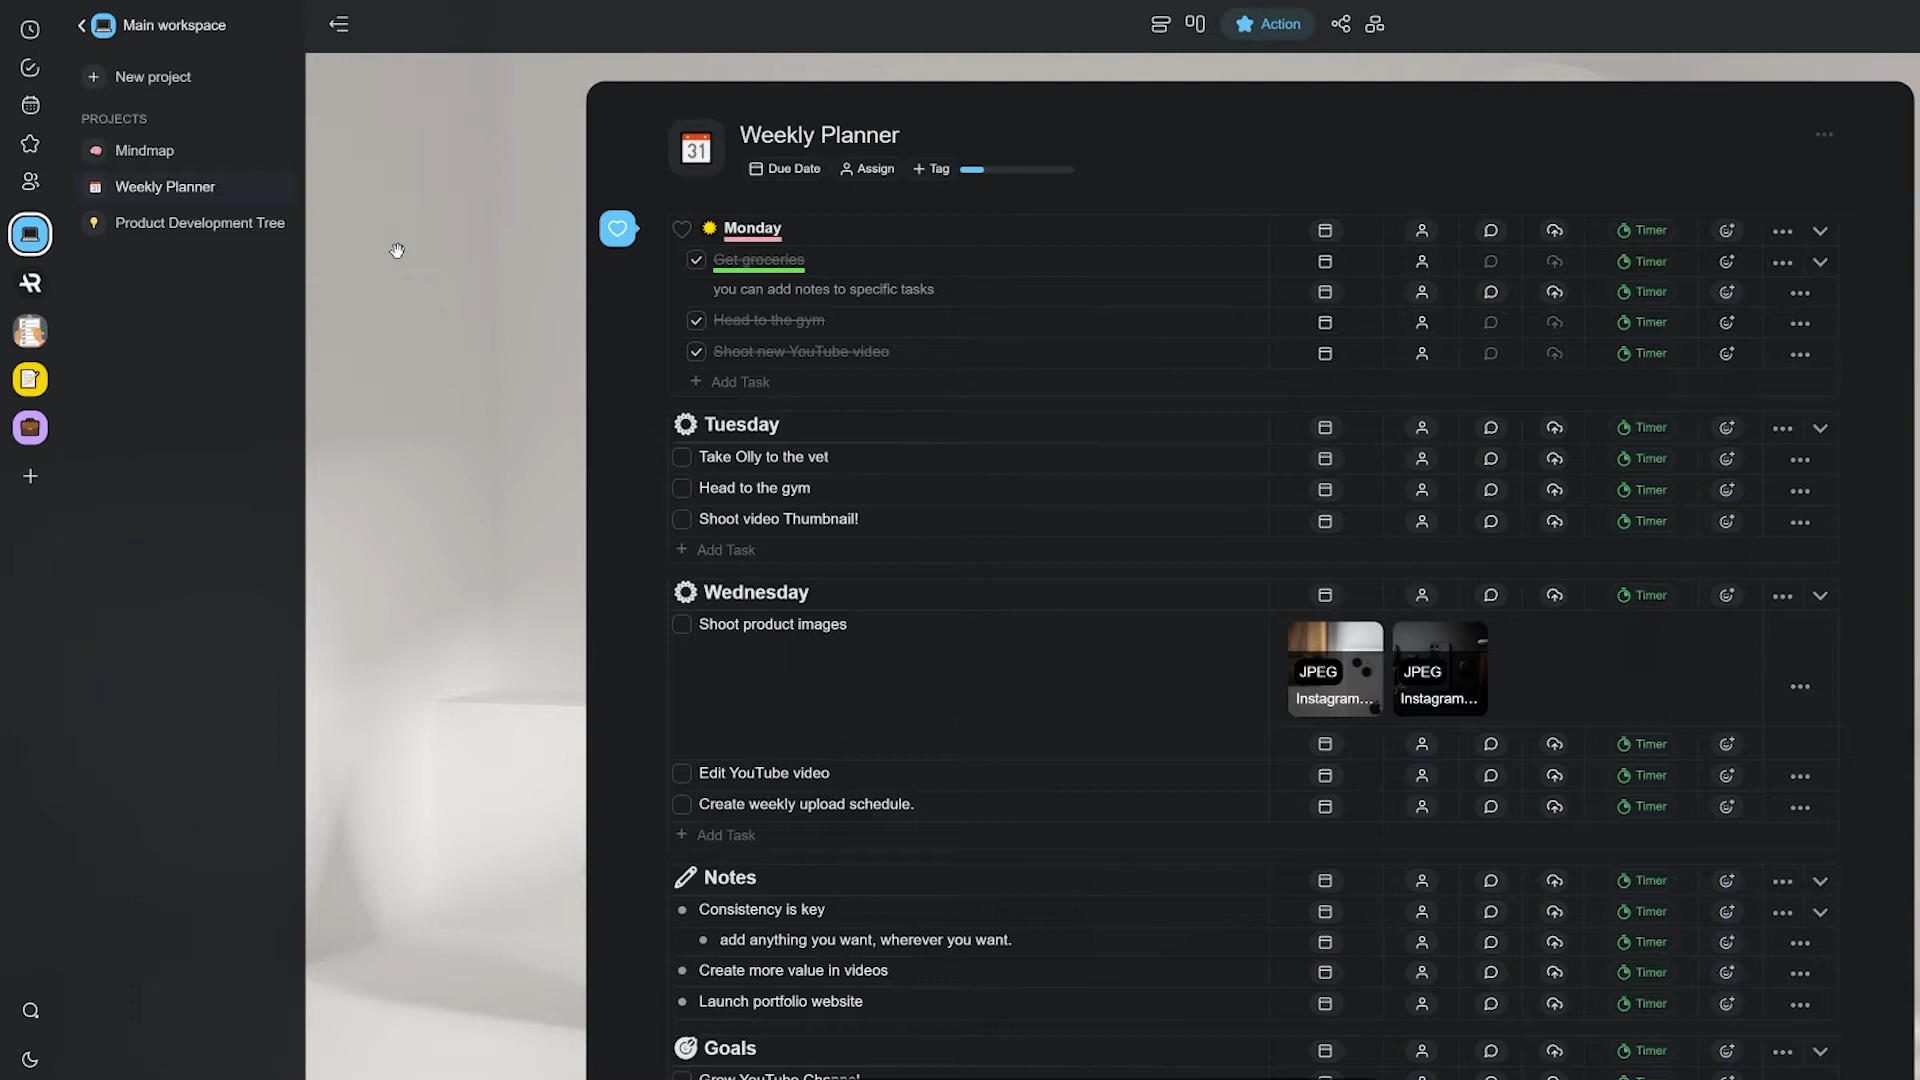 Main workspace
Action
New project
PROJECTS
Mindmap
Weekly Planner
Product Development Tree
31
Weekly Planner
Due Date Assign + Tag
Monday Timer
Get groceries Timer
you can add notes to specific tasks Timer
Head to the gym Timer
Shoot new YouTube video Timer
+ Add Task
Tuesday Timer
Take Olly to the vet Timer
Head to the gym Timer
Shoot video Thumbnail! Timer
+ Add Task
Wednesday Timer
Shoot product images
JPEG JPEG
Instagram... Instagram...
Timer
Edit YouTube video Timer
Create weekly upload schedule. Timer
+ Add Task
Notes Timer
Consistency is key Timer
add anything you want, wherever you want. Timer
Create more value in videos Timer
Launch portfolio website Timer
Goals Timer
Grow YouTube Channel